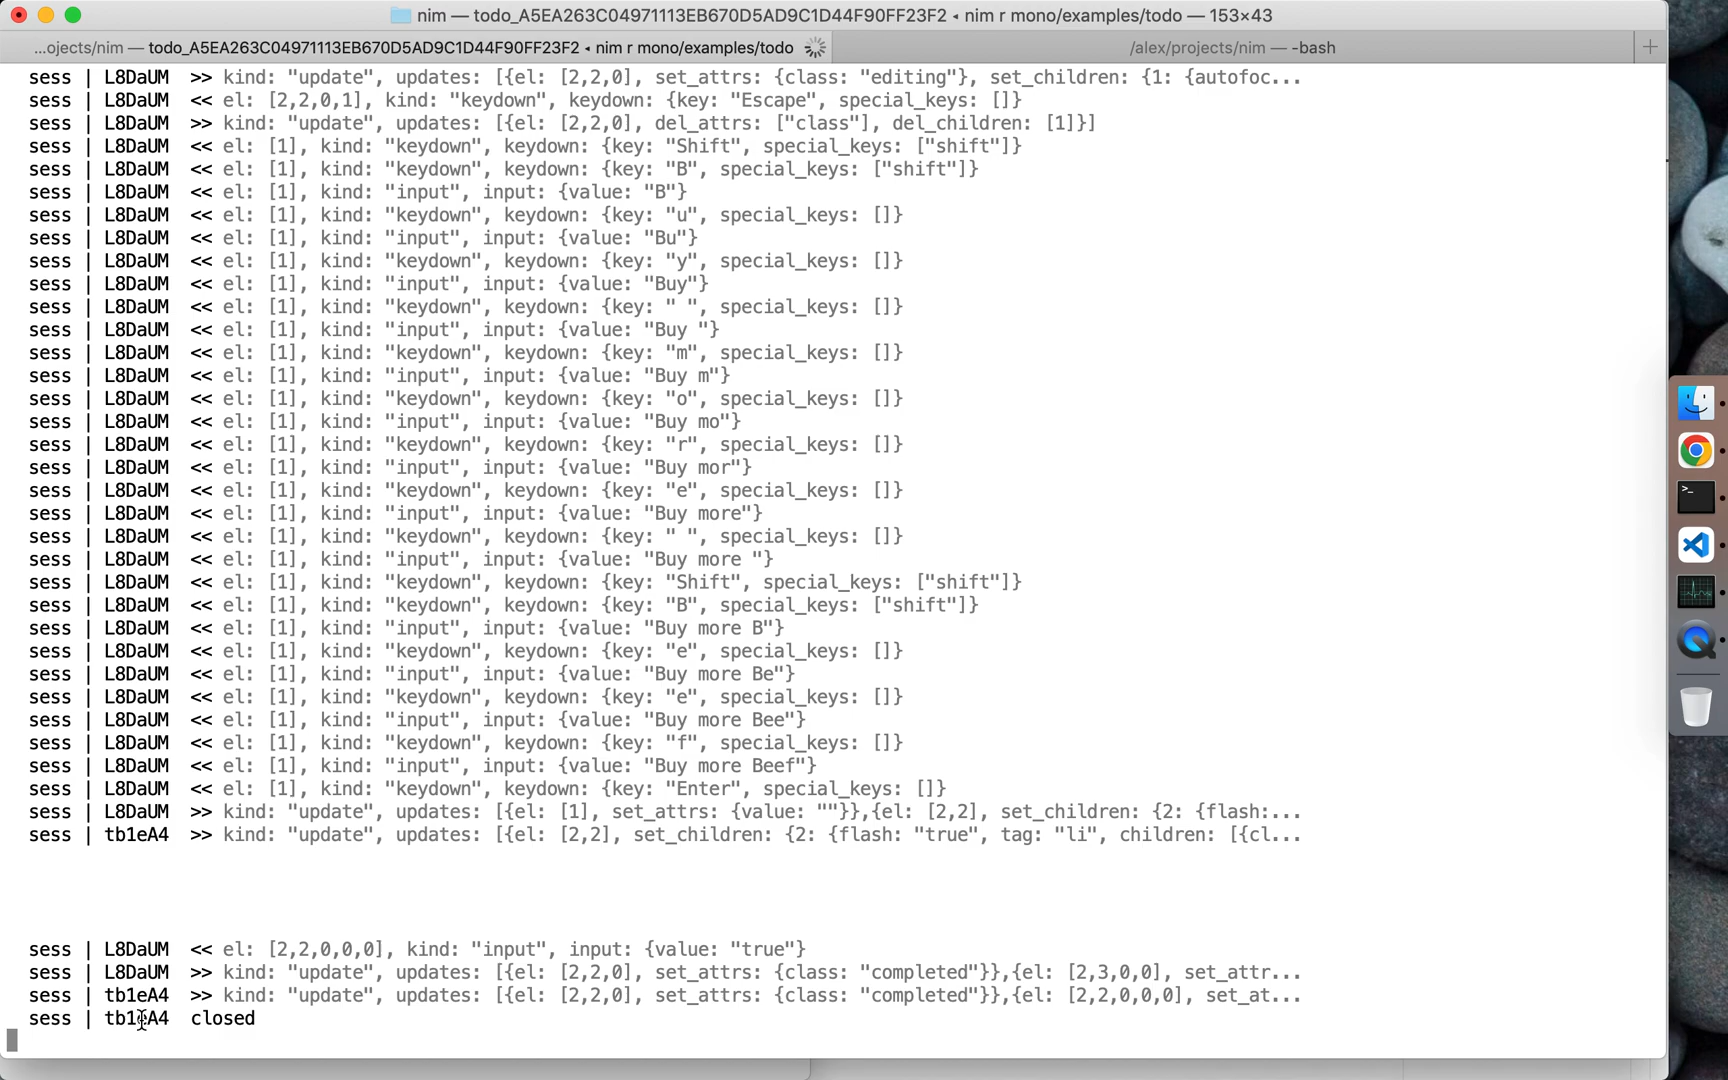 nim — todo_A5EA263C04971113EB670D5AD9C1D44F90FF23F2 ◂ nim r mono/examples/todo — 153×43
...ojects/nim — todo_A5EA263C04971113EB670D5AD9C1D44F90FF23F2 ◂ nim r mono/examples/todo
/alex/projects/nim — -bash
sess | L8DaUM >> kind: "update", updates: [{el: [2,2,0], set_attrs: {class: "editing"}, set_children: {1: {autofoc...
sess | L8DaUM << el: [2,2,0,1], kind: "keydown", keydown: {key: "Escape", special_keys: []}
sess | L8DaUM >> kind: "update", updates: [{el: [2,2,0], del_attrs: ["class"], del_children: [1]}]
sess | L8DaUM << el: [1], kind: "keydown", keydown: {key: "Shift", special_keys: ["shift"]}
sess | L8DaUM << el: [1], kind: "keydown", keydown: {key: "B", special_keys: ["shift"]}
sess | L8DaUM << el: [1], kind: "input", input: {value: "B"}
sess | L8DaUM << el: [1], kind: "keydown", keydown: {key: "u", special_keys: []}
sess | L8DaUM << el: [1], kind: "input", input: {value: "Bu"}
sess | L8DaUM << el: [1], kind: "keydown", keydown: {key: "y", special_keys: []}
sess | L8DaUM << el: [1], kind: "input", input: {value: "Buy"}
sess | L8DaUM << el: [1], kind: "keydown", keydown: {key: " ", special_keys: []}
sess | L8DaUM << el: [1], kind: "input", input: {value: "Buy "}
sess | L8DaUM << el: [1], kind: "keydown", keydown: {key: "m", special_keys: []}
sess | L8DaUM << el: [1], kind: "input", input: {value: "Buy m"}
sess | L8DaUM << el: [1], kind: "keydown", keydown: {key: "o", special_keys: []}
sess | L8DaUM << el: [1], kind: "input", input: {value: "Buy mo"}
sess | L8DaUM << el: [1], kind: "keydown", keydown: {key: "r", special_keys: []}
sess | L8DaUM << el: [1], kind: "input", input: {value: "Buy mor"}
sess | L8DaUM << el: [1], kind: "keydown", keydown: {key: "e", special_keys: []}
sess | L8DaUM << el: [1], kind: "input", input: {value: "Buy more"}
sess | L8DaUM << el: [1], kind: "keydown", keydown: {key: " ", special_keys: []}
sess | L8DaUM << el: [1], kind: "input", input: {value: "Buy more "}
sess | L8DaUM << el: [1], kind: "keydown", keydown: {key: "Shift", special_keys: ["shift"]}
sess | L8DaUM << el: [1], kind: "keydown", keydown: {key: "B", special_keys: ["shift"]}
sess | L8DaUM << el: [1], kind: "input", input: {value: "Buy more B"}
sess | L8DaUM << el: [1], kind: "keydown", keydown: {key: "e", special_keys: []}
sess | L8DaUM << el: [1], kind: "input", input: {value: "Buy more Be"}
sess | L8DaUM << el: [1], kind: "keydown", keydown: {key: "e", special_keys: []}
sess | L8DaUM << el: [1], kind: "input", input: {value: "Buy more Bee"}
sess | L8DaUM << el: [1], kind: "keydown", keydown: {key: "f", special_keys: []}
sess | L8DaUM << el: [1], kind: "input", input: {value: "Buy more Beef"}
sess | L8DaUM << el: [1], kind: "keydown", keydown: {key: "Enter", special_keys: []}
sess | L8DaUM >> kind: "update", updates: [{el: [1], set_attrs: {value: ""}},{el: [2,2], set_children: {2: {flash:...
sess | tb1eA4 >> kind: "update", updates: [{el: [2,2], set_children: {2: {flash: "true", tag: "li", children: [{cl...
sess | L8DaUM << el: [2,2,0,0,0], kind: "input", input: {value: "true"}
sess | L8DaUM >> kind: "update", updates: [{el: [2,2,0], set_attrs: {class: "completed"}},{el: [2,3,0,0], set_attr...
sess | tb1eA4 >> kind: "update", updates: [{el: [2,2,0], set_attrs: {class: "completed"}},{el: [2,2,0,0,0], set_at...
sess | tb1eA4 closed